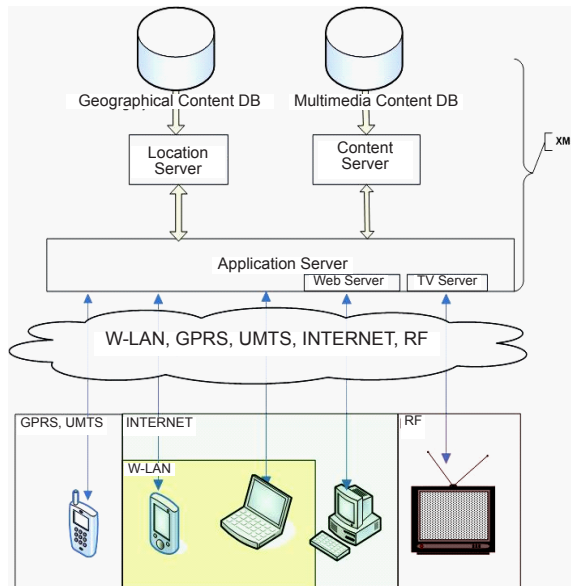 Geographical Content DB
Multimedia Content DB
Location
Server
Content
Server
XM
Application Server
Web Server
TV Server
W-LAN, GPRS, UMTS, INTERNET, RF
GPRS, UMTS
INTERNET
RF
W-LAN